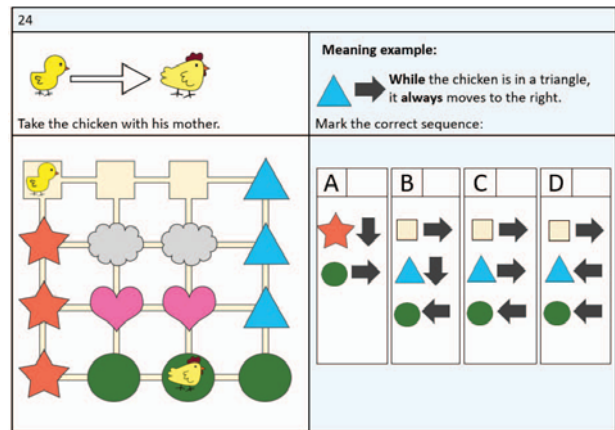 24
Take the chicken with his mother.
Meaning example:
While the chicken is in a triangle,
it always moves to the right.
Mark the correct sequence:
A B C D